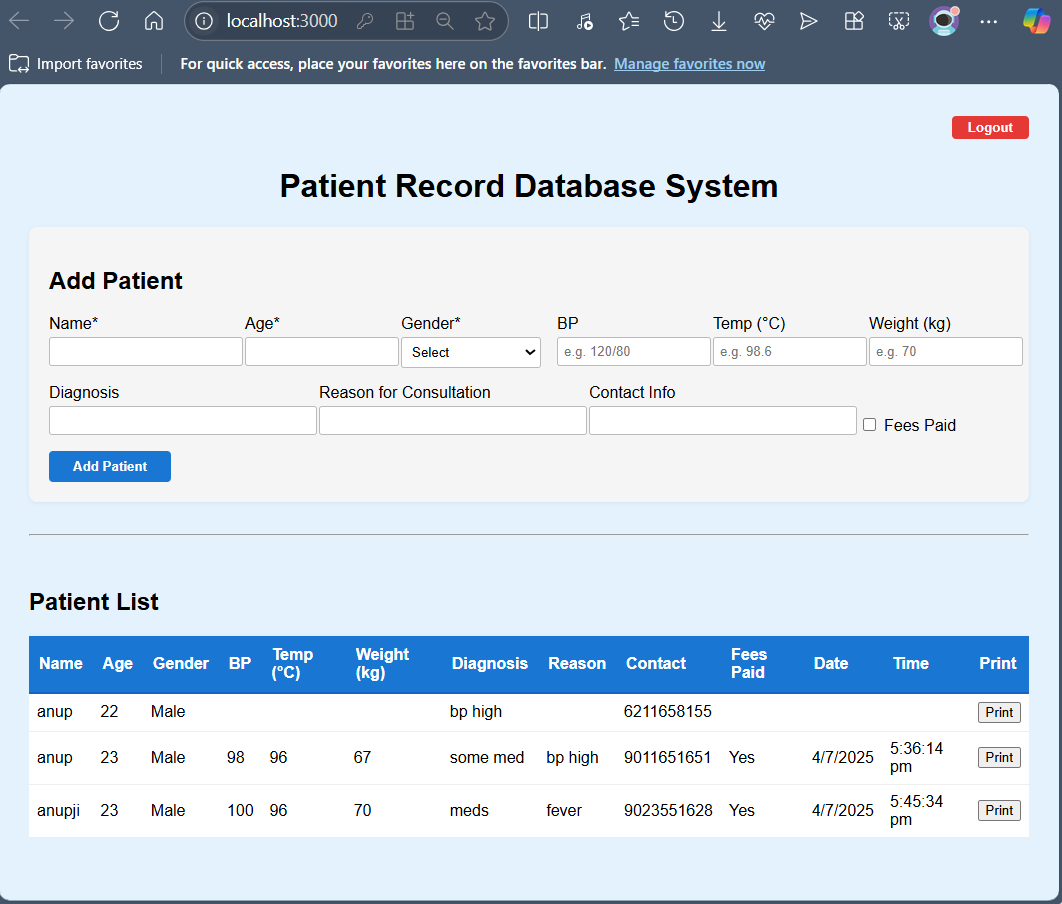 localhost:3000
Import favorites For quick access, place your favorites here on the favorites bar. Manage favorites now
Logout
Patient Record Database System
Add Patient
Name* Age* Gender* BP Temp (°C) Weight (kg)
Select e.g. 120/80 e.g. 98.6 e.g. 70
Diagnosis Reason for Consultation Contact Info
Fees Paid
Add Patient
Patient List
Name Age Gender BP Temp (°C) Weight (kg) Diagnosis Reason Contact Fees Paid Date Time Print
anup 22 Male bp high 6211658155 Print
anup 23 Male 98 96 67 some med bp high 9011651651 Yes 4/7/2025 5:36:14 pm Print
anupji 23 Male 100 96 70 meds fever 9023551628 Yes 4/7/2025 5:45:34 pm Print